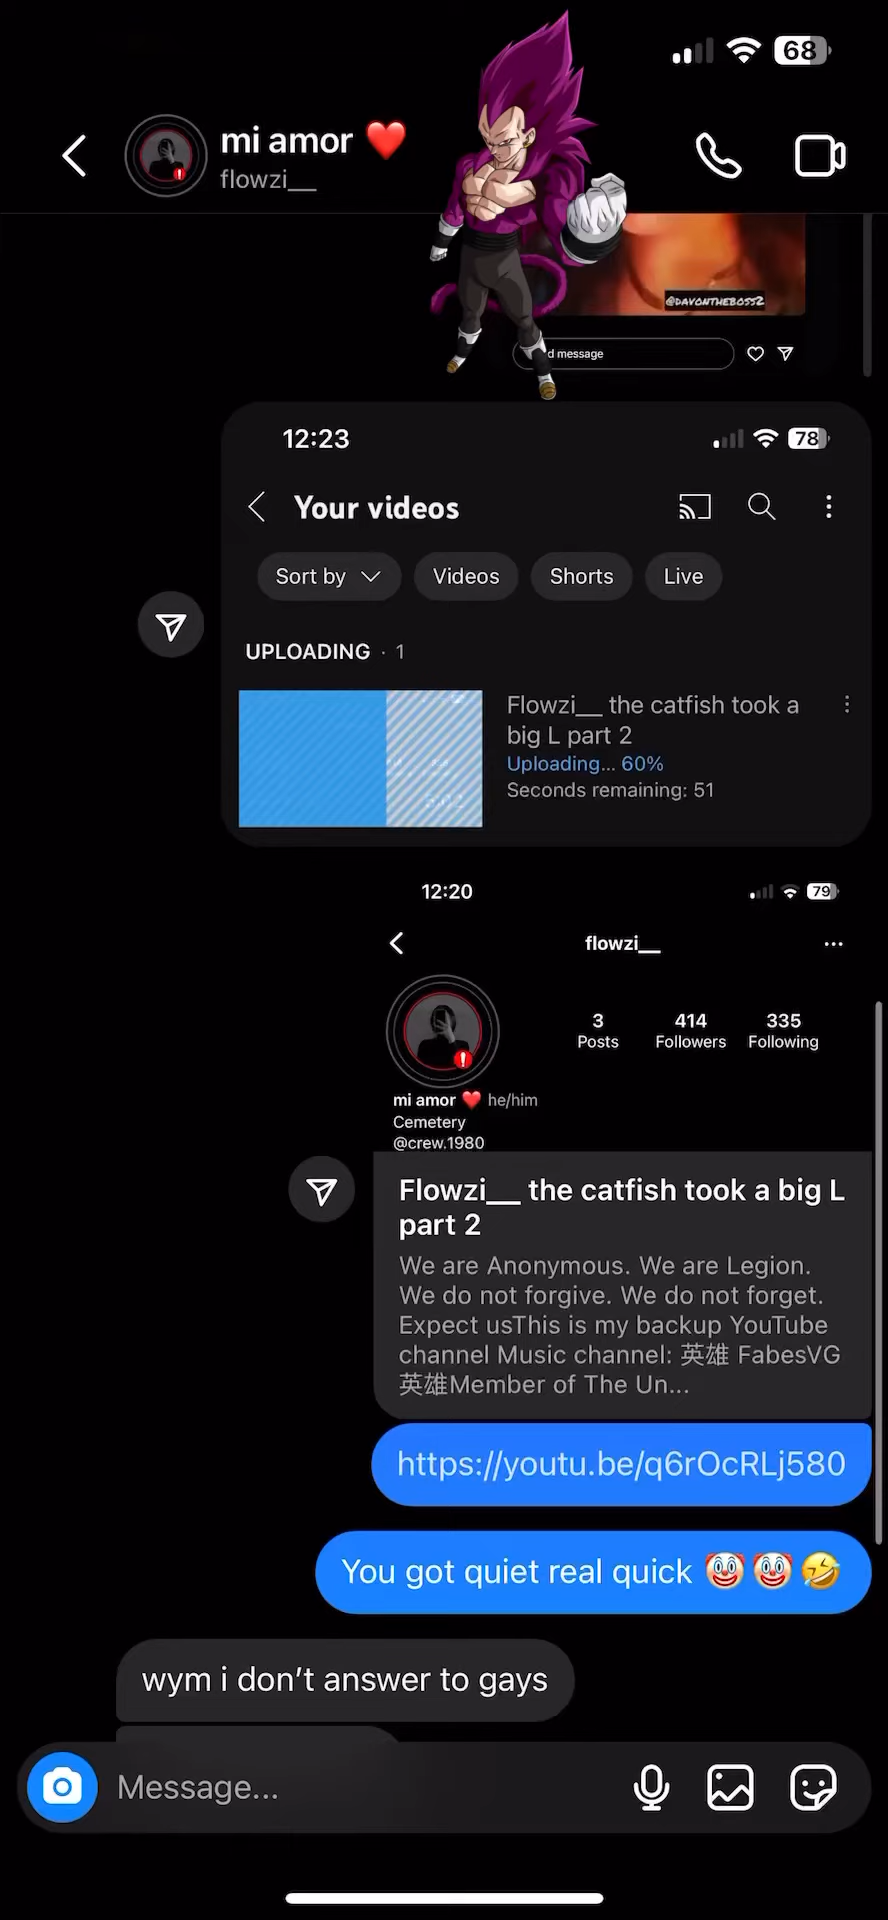 68
mi amor ❤️
flowzi__
@DAVONTHEBOSS2
d message
12:23
78
Your videos
Sort by
Videos
Shorts
Live
UPLOADING · 1
Flowzi__ the catfish took a
big L part 2
Uploading... 60%
Seconds remaining: 51
12:20
79
flowzi__
3
Posts
414
Followers
335
Following
mi amor ❤️ he/him
Cemetery
@crew.1980
Flowzi__ the catfish took a big L
part 2
We are Anonymous. We are Legion.
We do not forgive. We do not forget.
Expect usThis is my backup YouTube
channel Music channel: 英雄 FabesVG
英雄Member of The Un...
https://youtu.be/q6rOcRLj580
You got quiet real quick 🤡🤡🤣
wym i don't answer to gays
Message...